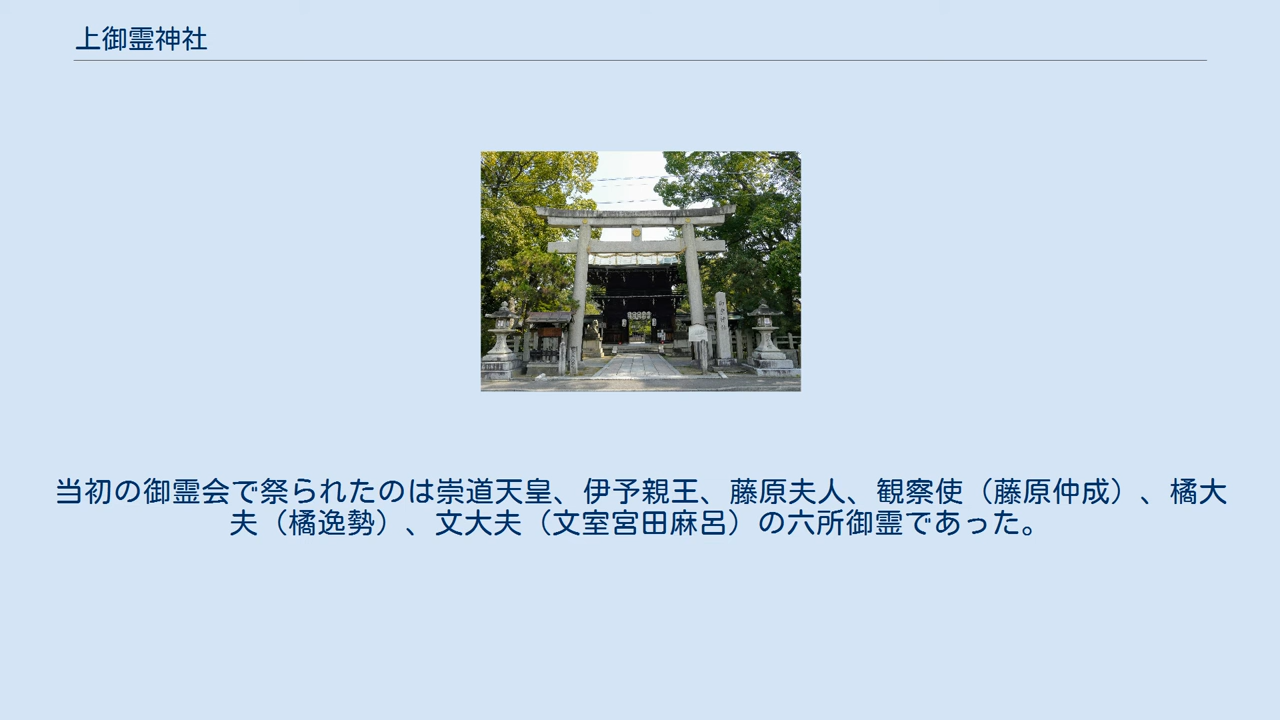 上御霊神社
当初の御霊会で祭られたのは崇道天皇、伊予親王、藤原夫人、観察使（藤原仲成）、橘大
夫（橘逸勢）、文大夫（文室宮田麻呂）の六所御霊であった。